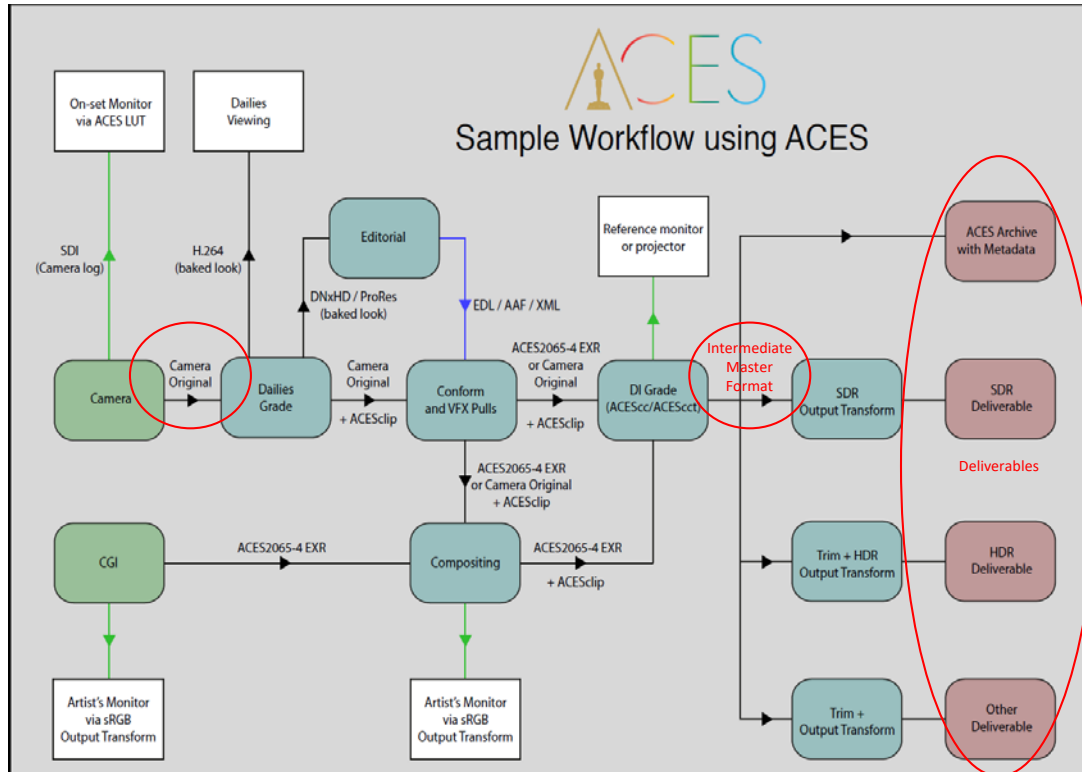 ACES
Sample Workflow using ACES
On-set Monitor
via ACES LUT
Dailies
Viewing
Editorial
Reference monitor
or projector
ACES Archive
with Metadata
SDI
(Camera log)
H.264
(baked look)
DNxHD / ProRes
(baked look)
EDL / AAF / XML
Camera
Camera
Original
Dailies
Grade
Camera
Original
+ ACESclip
Conform
and VFX Pulls
ACES2065-4 EXR
or Camera
Original
+ ACESclip
DI Grade
(ACEScc/ACEScct)
Intermediate
Master
Format
SDR
Output Transform
SDR
Deliverable
Deliverables
ACES2065-4 EXR
or Camera Original
+ ACESclip
CGI
ACES2065-4 EXR
Compositing
ACES2065-4 EXR
+ ACESclip
Trim + HDR
Output Transform
HDR
Deliverable
Artist's Monitor
via sRGB
Output Transform
Artist's Monitor
via sRGB
Output Transform
Trim +
Output Transform
Other
Deliverable